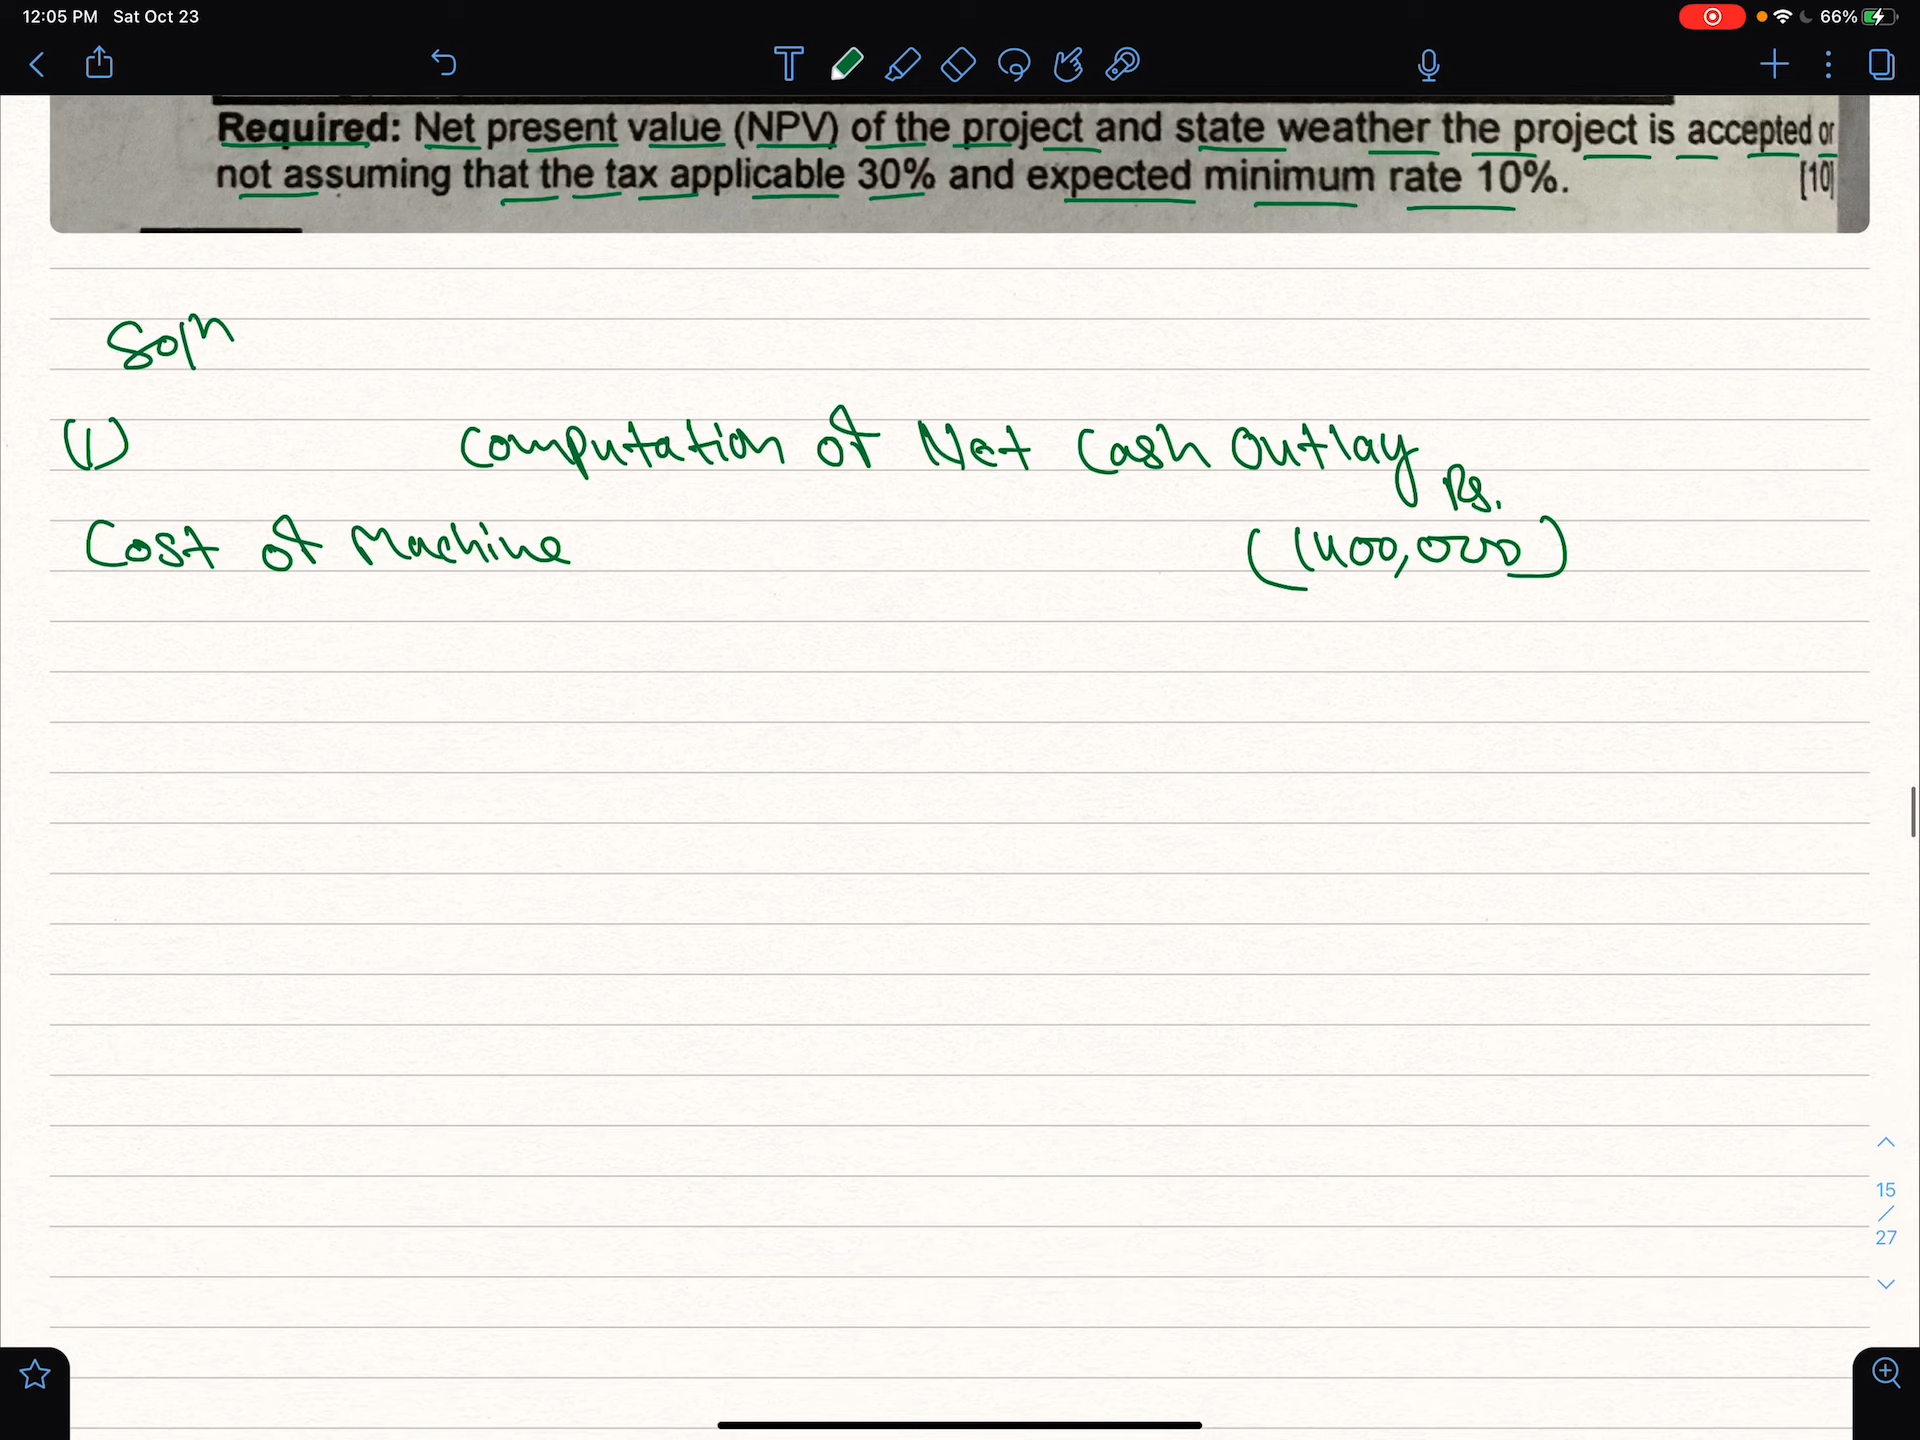 12:05 PM Sat Oct 23
66%
Required: Net present value (NPV) of the project and state weather the project is accepted or
not assuming that the tax applicable 30% and expected minimum rate 10%. [10]
Soln
(1) Computation of Net Cash Outlay
Rs.
Cost of Machine (1400,000)
15
/
27